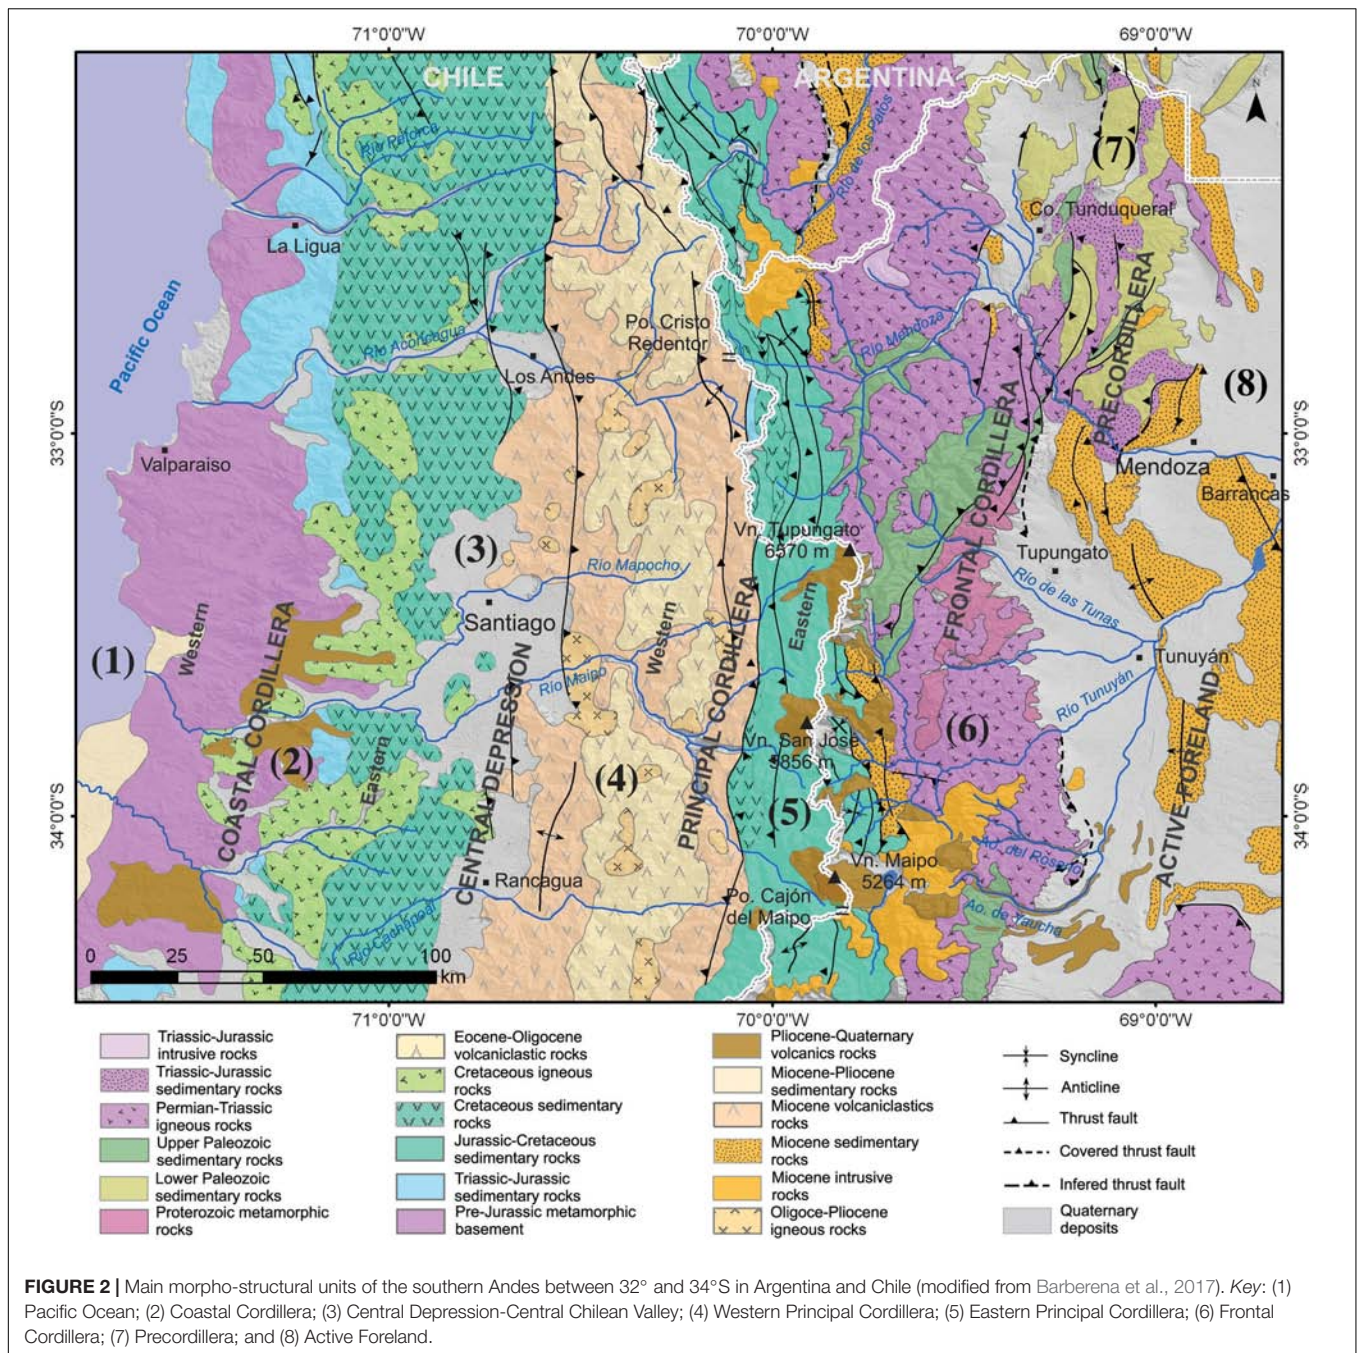 71°0'0"W
70°0'0"W
69°0'0"W
CHILE
ARGENTINA
N
Río Petorca
Río de los Patos
(7)
Co. Tunduqueral
La Ligua
Pacific Ocean
Po. Cristo
Redentor
Río Mendoza
Río Aconcagua
Los Andes
PRECORDILLERA
(8)
33°0'0"S
33°0'0"S
Valparaiso
Mendoza
Barrancas
FRONTAL CORDILLERA
(3)
Vn. Tupungato
6570 m
Tupungato
Río Mapocho
Río de las Tunas
Santiago
Western
COASTAL CORDILLERA
Western
PRINCIPAL CORDILLERA
Eastern
(1)
Río Maipo
Tunuyán
Río Tunuyán
CENTRAL DEPRESSION
(2)
Eastern
(4)
Vn. San José
5856 m
(5)
(6)
ACTIVE FORELAND
34°0'0"S
34°0'0"S
Ao. del Rosario
Vn. Maipo
5264 m
Rancagua
Po. Cajón
del Maipo
Ao. de Yaucha
Río Cachapoal
0 25 50 100
km
71°0'0"W
70°0'0"W
69°0'0"W
Triassic-Jurassic
intrusive rocks
Triassic-Jurassic
sedimentary rocks
Permian-Triassic
igneous rocks
Upper Paleozoic
sedimentary rocks
Lower Paleozoic
sedimentary rocks
Proterozoic metamorphic
rocks
Eocene-Oligocene
volcaniclastic rocks
Cretaceous igneous
rocks
Cretaceous sedimentary
rocks
Jurassic-Cretaceous
sedimentary rocks
Triassic-Jurassic
sedimentary rocks
Pre-Jurassic metamorphic
basement
Pliocene-Quaternary
volcanics rocks
Miocene-Pliocene
sedimentary rocks
Miocene volcaniclastics
rocks
Miocene sedimentary
rocks
Miocene intrusive
rocks
Oligoce-Pliocene
igneous rocks
Syncline
Anticline
Thrust fault
Covered thrust fault
Infered thrust fault
Quaternary
deposits
FIGURE 2 | Main morpho-structural units of the southern Andes between 32° and 34°S in Argentina and Chile (modified from Barberena et al., 2017). Key: (1)
Pacific Ocean; (2) Coastal Cordillera; (3) Central Depression-Central Chilean Valley; (4) Western Principal Cordillera; (5) Eastern Principal Cordillera; (6) Frontal
Cordillera; (7) Precordillera; and (8) Active Foreland.